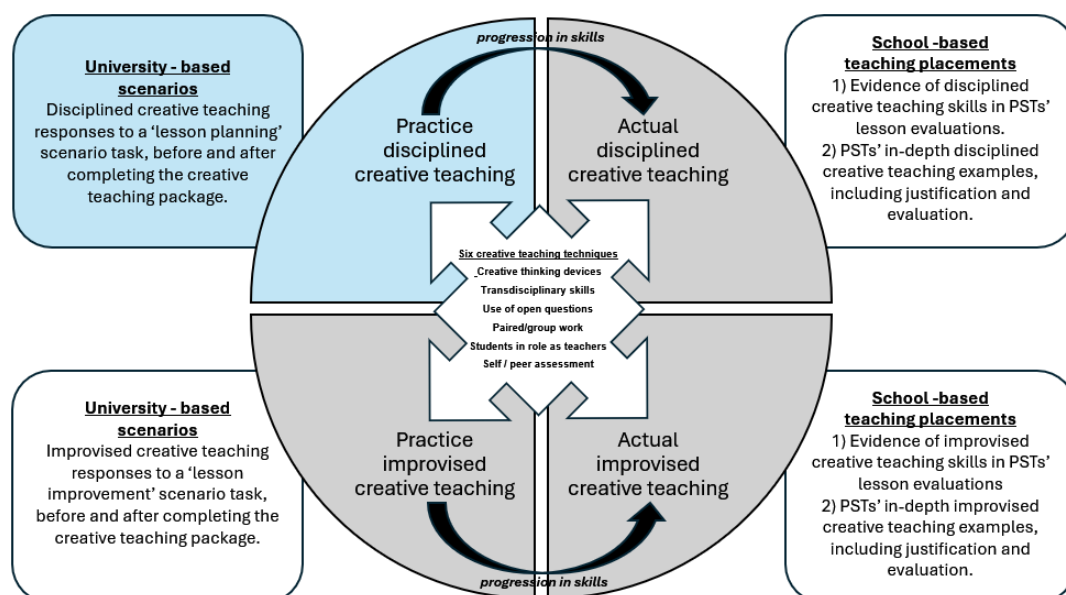 progression in skills
University - based
scenarios
Disciplined creative teaching
responses to a ‘lesson planning’
scenario task, before and after
completing the creative
teaching package.
Practice
disciplined
creative teaching
Actual
disciplined
creative teaching
School -based
teaching placements
1) Evidence of disciplined
creative teaching skills in PSTs’
lesson evaluations.
2) PSTs’ in-depth disciplined
creative teaching examples,
including justification and
evaluation.
Six creative teaching techniques
Creative thinking devices
Transdisciplinary skills
Use of open questions
Paired/group work
Students in role as teachers
Self / peer assessment
University - based
scenarios
Improvised creative teaching
responses to a ‘lesson
improvement’ scenario task,
before and after completing the
creative teaching package.
Practice
improvised
creative teaching
Actual
improvised
creative teaching
School -based
teaching placements
1) Evidence of improvised
creative teaching skills in PSTs’
lesson evaluations
2) PSTs’ in-depth improvised
creative teaching examples,
including justification and
evaluation.
progression in skills